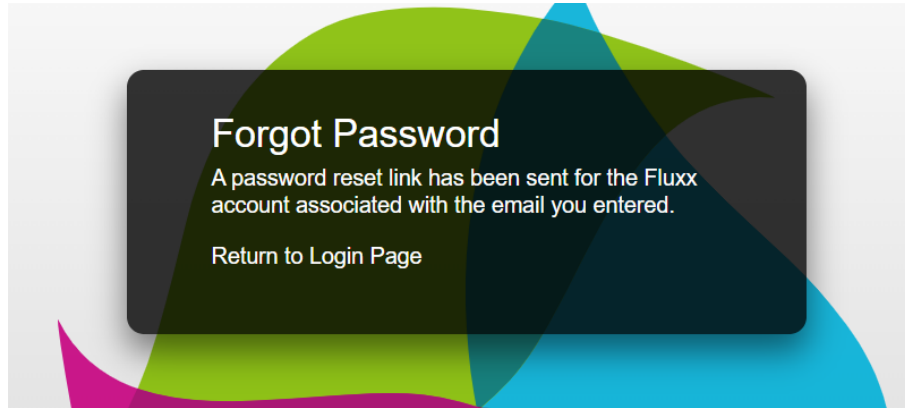 Forgot Password
A password reset link has been sent for the Fluxx
account associated with the email you entered.
Return to Login Page